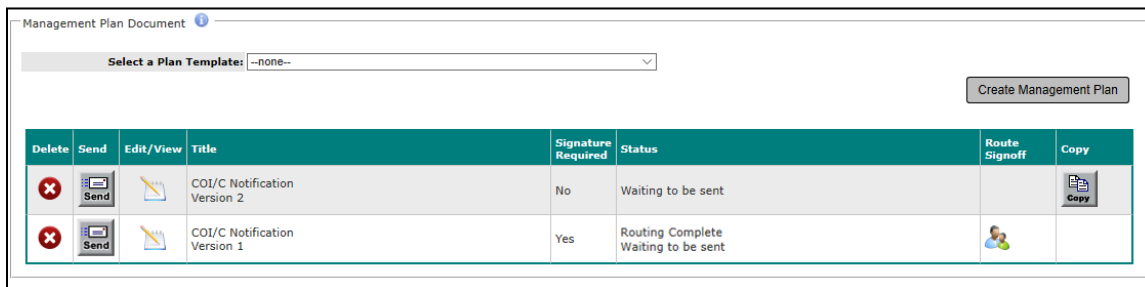 Management Plan Document
Select a Plan Template: --none--
Create Management Plan
Delete Send Edit/View Title Signature Required Status Route Signoff Copy
Send COI/C Notification Version 2 No Waiting to be sent Copy
Send COI/C Notification Version 1 Yes Routing Complete Waiting to be sent